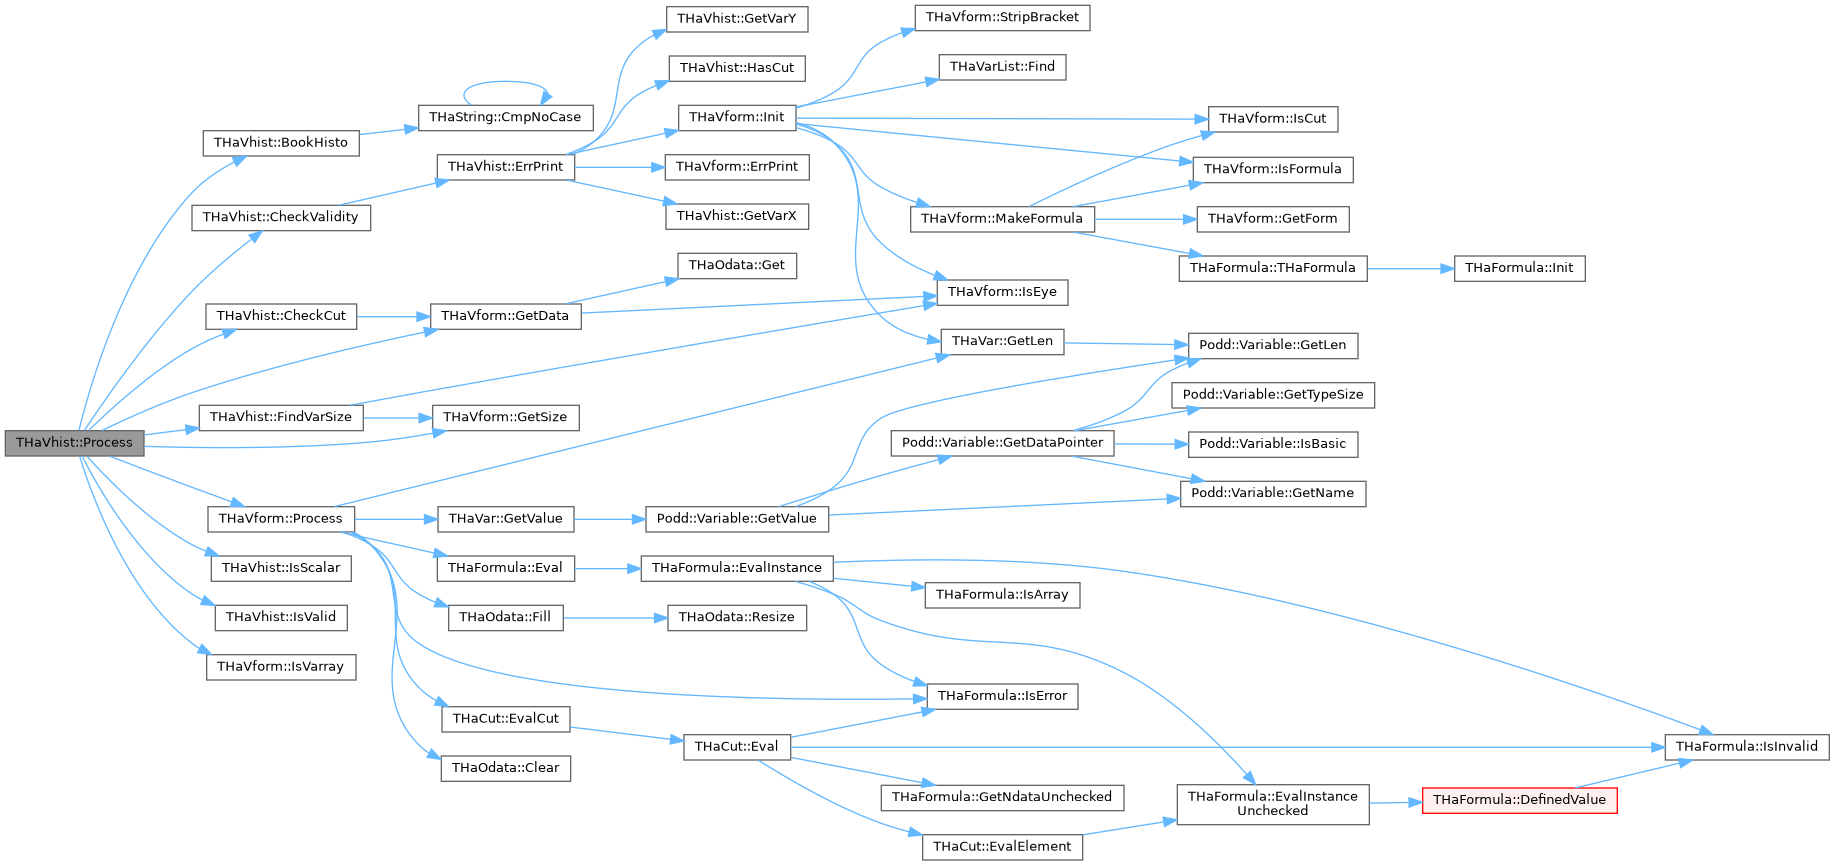 THaVhist::Process
THaVhist::BookHisto
THaVhist::CheckValidity
THaVhist::CheckCut
THaVhist::FindVarSize
THaVform::Process
THaVhist::IsScalar
THaVhist::IsValid
THaVform::IsVarray
THaString::CmpNoCase
THaVhist::ErrPrint
THaVform::GetData
THaVform::GetSize
THaVar::GetValue
THaFormula::Eval
THaOdata::Fill
THaCut::EvalCut
THaOdata::Clear
THaVhist::GetVarY
THaVhist::HasCut
THaVform::Init
THaVform::ErrPrint
THaVhist::GetVarX
THaOdata::Get
Podd::Variable::GetValue
THaFormula::EvalInstance
THaOdata::Resize
THaCut::Eval
THaVform::StripBracket
THaVarList::Find
THaVform::MakeFormula
THaVform::IsEye
THaVar::GetLen
Podd::Variable::GetDataPointer
THaFormula::IsArray
THaFormula::IsError
THaFormula::GetNdataUnchecked
THaCut::EvalElement
THaVform::IsCut
THaVform::IsFormula
THaVform::GetForm
THaFormula::THaFormula
Podd::Variable::GetLen
Podd::Variable::GetTypeSize
Podd::Variable::IsBasic
Podd::Variable::GetName
THaFormula::EvalInstance
Unchecked
THaFormula::Init
THaFormula::DefinedValue
THaFormula::IsInvalid